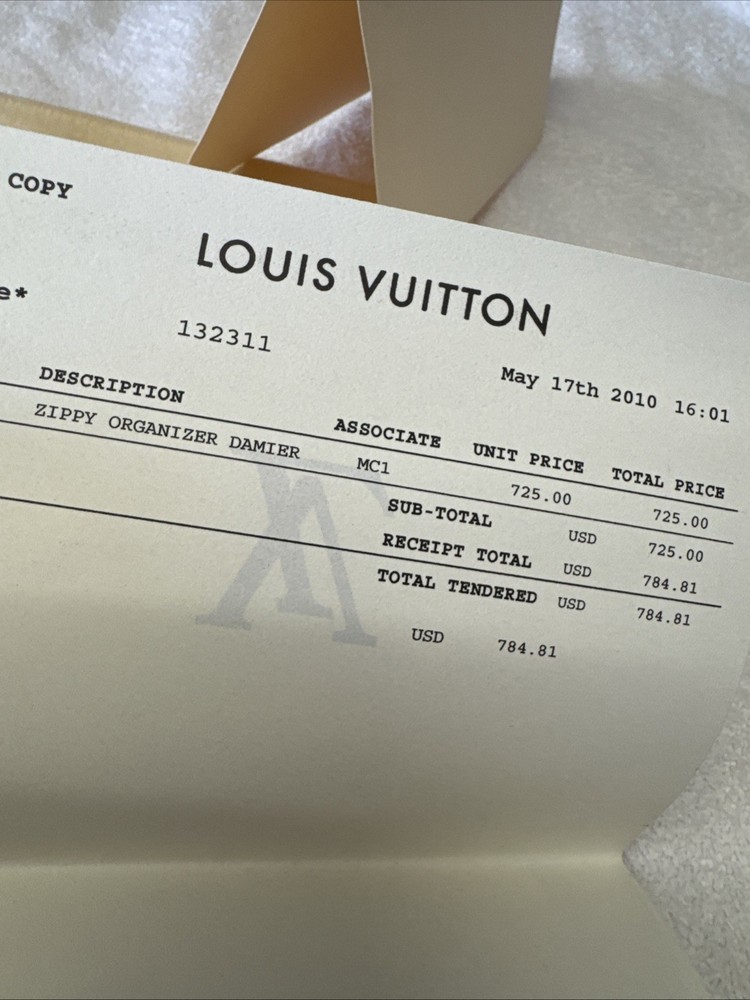 COPY
LOUIS VUITTON
e*
132311
May 17th 2010 16:01
DESCRIPTION ASSOCIATE UNIT PRICE TOTAL PRICE
ZIPPY ORGANIZER DAMIER MC1 725.00 725.00
SUB-TOTAL USD 725.00
RECEIPT TOTAL USD 784.81
TOTAL TENDERED USD 784.81
USD 784.81